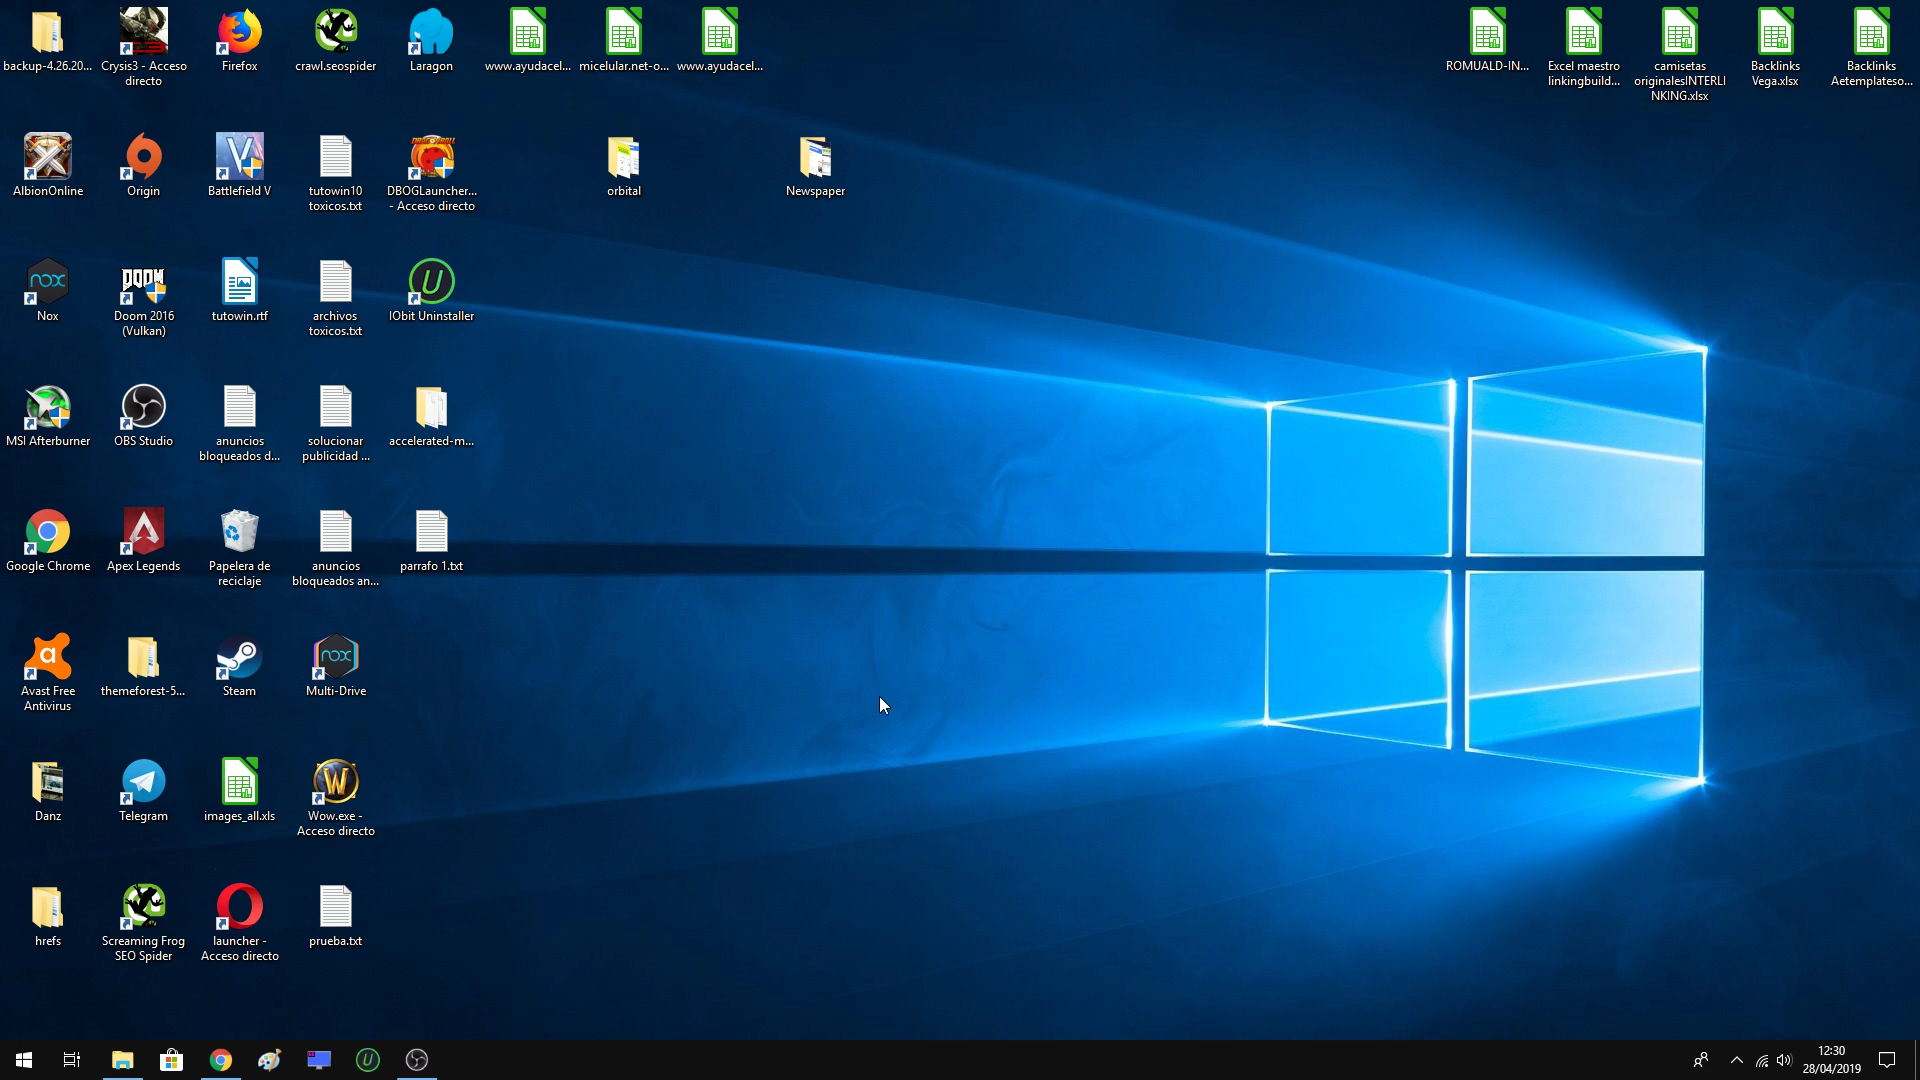 backup-4.26.20...
Crysis3 - Acceso
directo
Firefox
crawl.seospider
Laragon
www.ayudacel...
micelular.net-o...
www.ayudacel...
ROMUALD-IN...
Excel maestro
linkingbuild...
camisetas
originalesINTERLI
NKING.xlsx
Backlinks
Vega.xlsx
Backlinks
Aetemplateso...
AlbionOnline
Origin
Battlefield V
tutowin10
toxicos.txt
DBOGLauncher...
- Acceso directo
orbital
Newspaper
Nox
DOOM
Doom 2016
(Vulkan)
tutowin.rtf
archivos
toxicos.txt
IObit Uninstaller
MSI Afterburner
OBS Studio
anuncios
bloqueados d...
solucionar
publicidad ...
accelerated-m...
Google Chrome
Apex Legends
Papelera de
reciclaje
anuncios
bloqueados an...
parrafo 1.txt
Avast Free
Antivirus
themeforest-5...
Steam
nox
Multi-Drive
Danz
Telegram
images_all.xls
Wow.exe -
Acceso directo
hrefs
Screaming Frog
SEO Spider
launcher -
Acceso directo
prueba.txt
12:30
28/04/2019